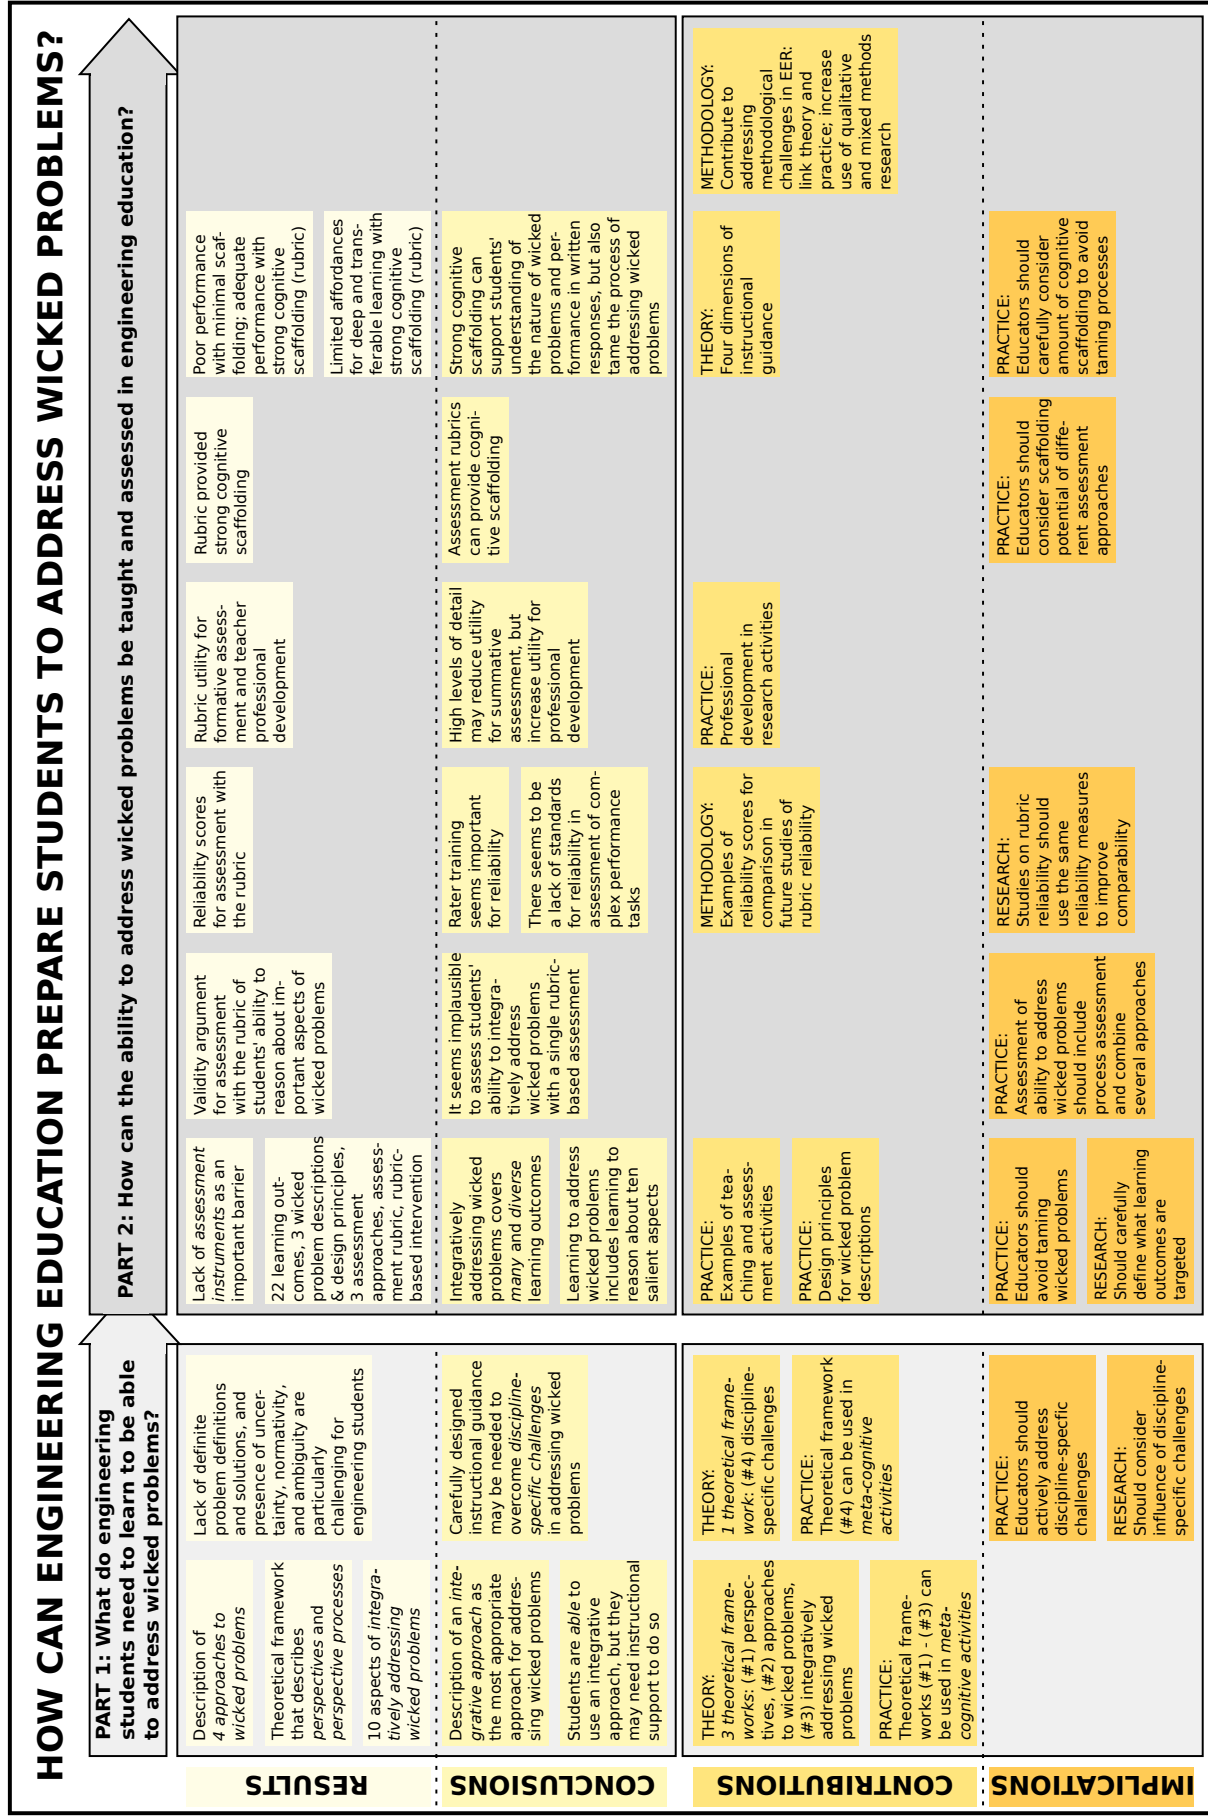 HOW CAN ENGINEERING EDUCATION PREPARE STUDENTS TO ADDRESS WICKED PROBLEMS?
PART 1: What do engineering
students need to learn to be able
to address wicked problems?
PART 2: How can the ability to address wicked problems be taught and assessed in engineering education?
RESULTS
Description of
4 approaches to
wicked problems
Theoretical framework
that describes
perspectives and
perspective processes
10 aspects of integra-
tively addressing
wicked problems
Lack of definite
problem definitions
and solutions, and
presence of uncer-
tainty, normativity,
and ambiguity are
particularly
challenging for
engineering students
Lack of assessment
instruments as an
important barrier
22 learning out-
comes, 3 wicked
problem descriptions
& design principles,
3 assessment
approaches, assess-
ment rubric, rubric-
based intervention
Validity argument
for assessment
with the rubric of
students' ability to
reason about im-
portant aspects of
wicked problems
Reliability scores
for assessment with
the rubric
Rubric utility for
formative assess-
ment and teacher
professional
development
Rubric provided
strong cognitive
scaffolding
Poor performance
with minimal scaf-
folding; adequate
performance with
strong cognitive
scaffolding (rubric)
Limited affordances
for deep and trans-
ferable learning with
strong cognitive
scaffolding (rubric)
CONCLUSIONS
Description of an inte-
grative approach as
the most appropriate
approach for addres-
sing wicked problems
Students are able to
use an integrative
approach, but they
may need instructional
support to do so
Carefully designed
instructional guidance
may be needed to
overcome discipline-
specific challenges
in addressing wicked
problems
Integratively
addressing wicked
problems covers
many and diverse
learning outcomes
Learning to address
wicked problems
includes learning to
reason about ten
salient aspects
It seems implausible
to assess students'
ability to integra-
tively address
wicked problems
with a single rubric-
based assessment
Rater training
seems important
for reliability
There seems to be
a lack of standards
for reliability in
assessment of com-
plex performance
tasks
High levels of detail
may reduce utility
for summative
assessment, but
increase utility for
professional
development
Assessment rubrics
can provide cogni-
tive scaffolding
Strong cognitive
scaffolding can
support students'
understanding of
the nature of wicked
problems and per-
formance in written
responses, but also
tame the process of
addressing wicked
problems
CONTRIBUTIONS
THEORY:
3 theoretical frame-
works: (#1) perspec-
tives, (#2) approaches
to wicked problems,
(#3) integratively
addressing wicked
problems
PRACTICE:
Theoretical frame-
works (#1) - (#3) can
be used in meta-
cognitive activities
THEORY:
1 theoretical frame-
work: (#4) discipline-
specific challenges
PRACTICE:
Theoretical framework
(#4) can be used in
meta-cognitive
activities
PRACTICE:
Examples of tea-
ching and assess-
ment activities
PRACTICE:
Design principles
for wicked problem
descriptions
METHODOLOGY:
Examples of
reliability scores for
comparison in
future studies of
rubric reliability
PRACTICE:
Professional
development in
research activities
THEORY:
Four dimensions of
instructional
guidance
METHODOLOGY:
Contribute to
addressing
methodological
challenges in EER:
link theory and
practice; increase
use of qualitative
and mixed methods
research
IMPLICATIONS
PRACTICE:
Educators should
actively address
discipline-specfic
challenges
RESEARCH:
Should consider
influence of discipline-
specific challenges
PRACTICE:
Educators should
avoid taming
wicked problems
RESEARCH:
Should carefully
define what learning
outcomes are
targeted
PRACTICE:
Assessment of
ability to address
wicked problems
should include
process assessment
and combine
several approaches
RESEARCH:
Studies on rubric
reliability should
use the same
reliability measures
to improve
comparability
PRACTICE:
Educators should
consider scaffolding
potential of diffe-
rent assessment
approaches
PRACTICE:
Educators should
carefully consider
amount of cognitive
scaffolding to avoid
taming processes